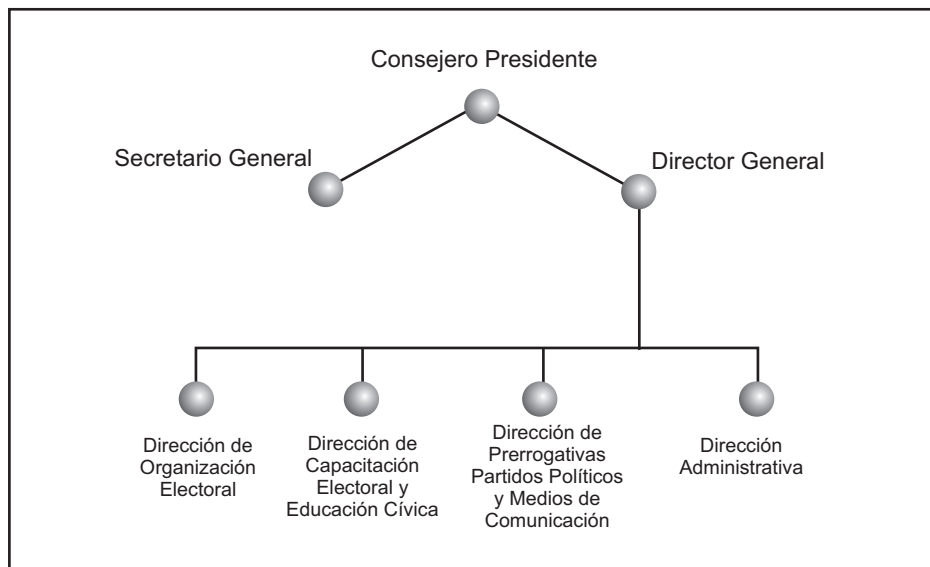 Consejero Presidente
Secretario General
Director General
Dirección de
Organización
Electoral
Dirección de
Capacitación
Electoral y
Educación Cívica
Dirección de
Prerrogativas
Partidos Políticos
y Medios de
Comunicación
Dirección
Administrativa